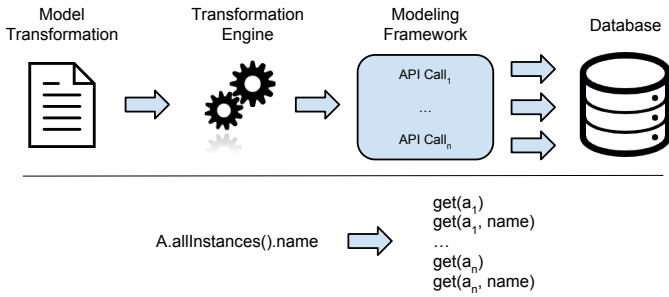 Model
Transformation
Transformation
Engine
Modeling
Framework
Database
API Call₁
...
API Callₙ
A.allInstances().name
get(a₁)
get(a₁, name)
...
get(aₙ)
get(aₙ, name)